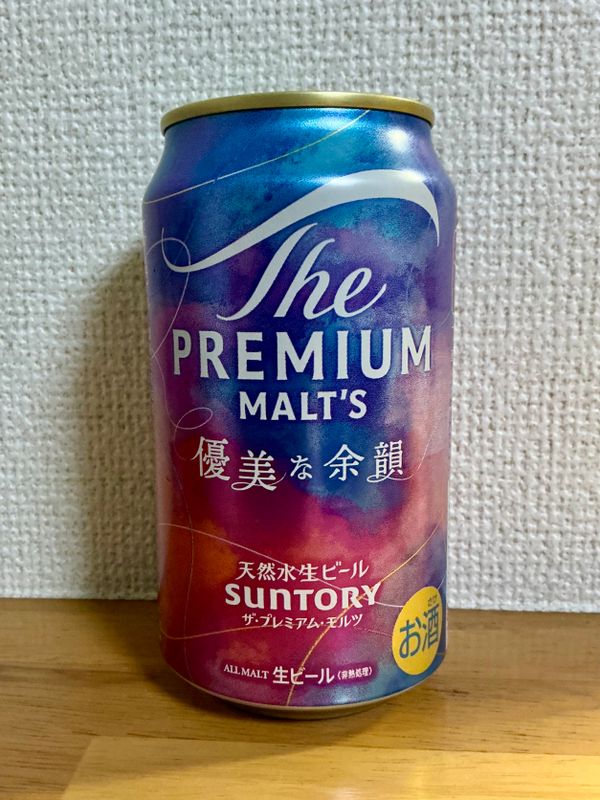 The
PREMIUM
MALT'S
優美な余韻
天然水生ビール
SUNTORY
ザ・プレミアム・モルツ
お酒
ALL MALT 生ビール〈非熱処理〉